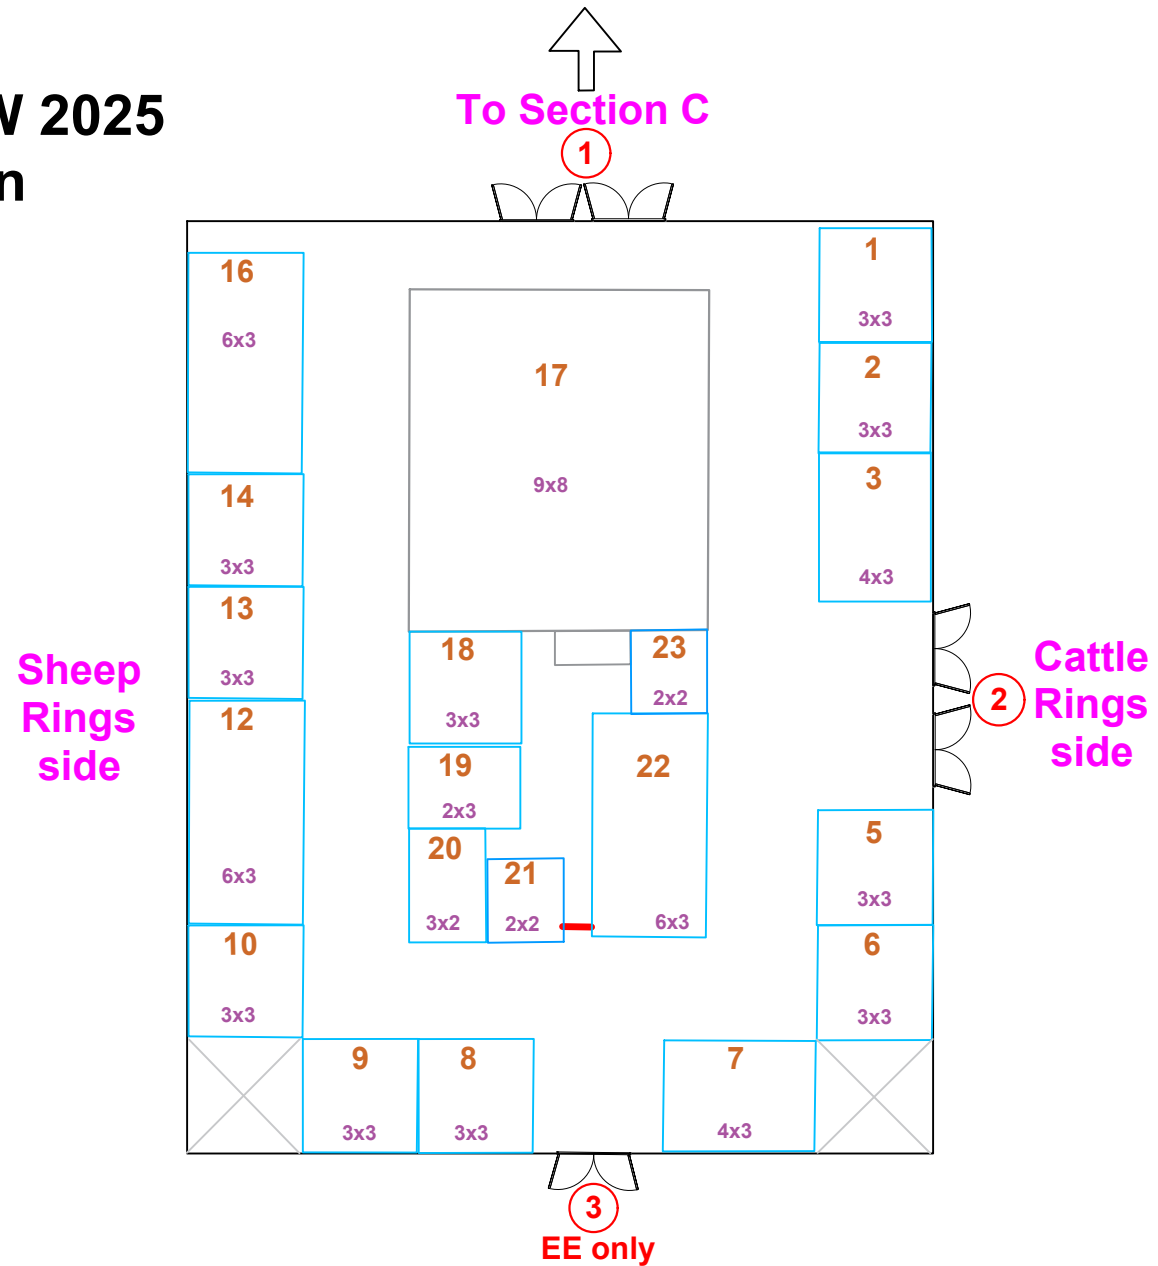 2025
To Section C
1
16
6x3
1
3x3
17
9x8
2
3x3
14
3x3
3
4x3
13
3x3
18
3x3
23
2x2
Sheep
Rings
side
Cattle
Rings
side
2
12
6x3
19
2x3
22
6x3
20
3x2
21
2x2
5
3x3
10
3x3
6
3x3
9
3x3
8
3x3
7
4x3
3
EE only